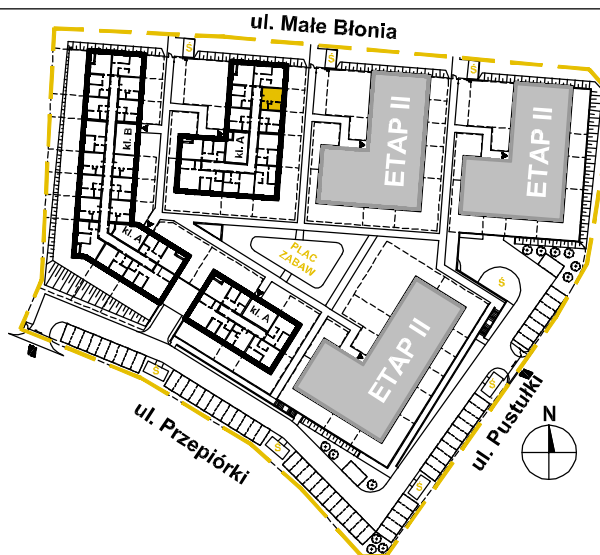 ul. Małe Błonia
Ś
Ś
Ś
kl. B
kl. A
ETAP II
ETAP II
kl. A
PLAC
ZABAW
Ś
kl. A
ETAP II
Ś
Ś
Ś
Ś
ul. Przepiórki
ul. Pustułki
N